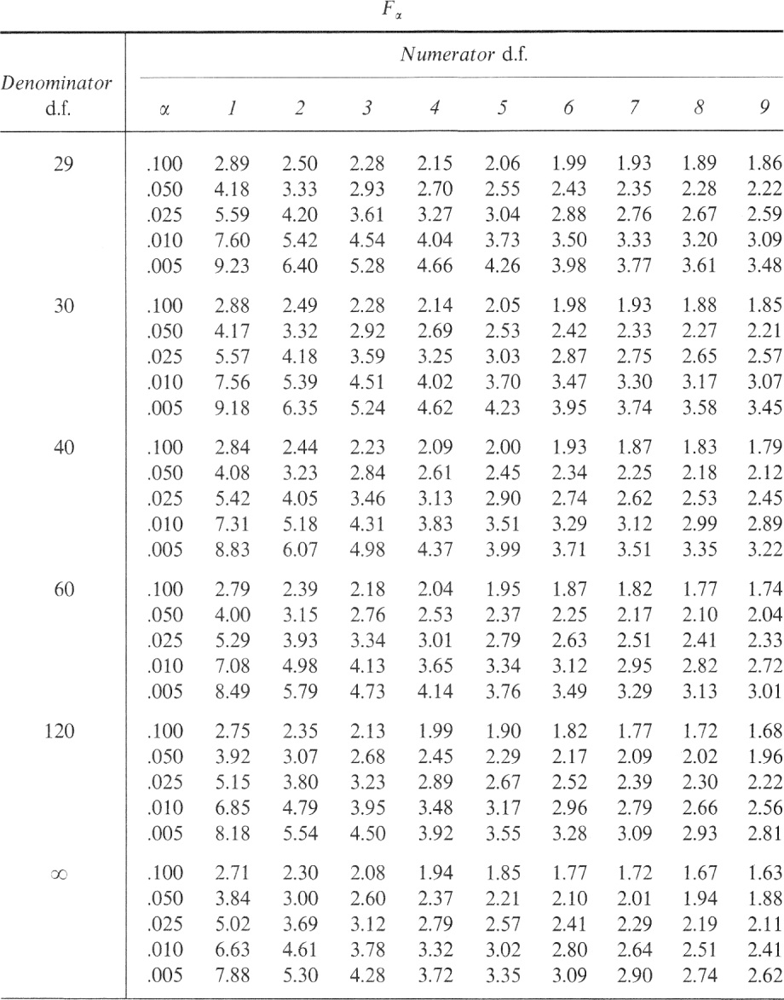 Fα
Numerator d.f.
Denominator
d.f. α 1 2 3 4 5 6 7 8 9
29 .100 2.89 2.50 2.28 2.15 2.06 1.99 1.93 1.89 1.86
.050 4.18 3.33 2.93 2.70 2.55 2.43 2.35 2.28 2.22
.025 5.59 4.20 3.61 3.27 3.04 2.88 2.76 2.67 2.59
.010 7.60 5.42 4.54 4.04 3.73 3.50 3.33 3.20 3.09
.005 9.23 6.40 5.28 4.66 4.26 3.98 3.77 3.61 3.48
30 .100 2.88 2.49 2.28 2.14 2.05 1.98 1.93 1.88 1.85
.050 4.17 3.32 2.92 2.69 2.53 2.42 2.33 2.27 2.21
.025 5.57 4.18 3.59 3.25 3.03 2.87 2.75 2.65 2.57
.010 7.56 5.39 4.51 4.02 3.70 3.47 3.30 3.17 3.07
.005 9.18 6.35 5.24 4.62 4.23 3.95 3.74 3.58 3.45
40 .100 2.84 2.44 2.23 2.09 2.00 1.93 1.87 1.83 1.79
.050 4.08 3.23 2.84 2.61 2.45 2.34 2.25 2.18 2.12
.025 5.42 4.05 3.46 3.13 2.90 2.74 2.62 2.53 2.45
.010 7.31 5.18 4.31 3.83 3.51 3.29 3.12 2.99 2.89
.005 8.83 6.07 4.98 4.37 3.99 3.71 3.51 3.35 3.22
60 .100 2.79 2.39 2.18 2.04 1.95 1.87 1.82 1.77 1.74
.050 4.00 3.15 2.76 2.53 2.37 2.25 2.17 2.10 2.04
.025 5.29 3.93 3.34 3.01 2.79 2.63 2.51 2.41 2.33
.010 7.08 4.98 4.13 3.65 3.34 3.12 2.95 2.82 2.72
.005 8.49 5.79 4.73 4.14 3.76 3.49 3.29 3.13 3.01
120 .100 2.75 2.35 2.13 1.99 1.90 1.82 1.77 1.72 1.68
.050 3.92 3.07 2.68 2.45 2.29 2.17 2.09 2.02 1.96
.025 5.15 3.80 3.23 2.89 2.67 2.52 2.39 2.30 2.22
.010 6.85 4.79 3.95 3.48 3.17 2.96 2.79 2.66 2.56
.005 8.18 5.54 4.50 3.92 3.55 3.28 3.09 2.93 2.81
∞ .100 2.71 2.30 2.08 1.94 1.85 1.77 1.72 1.67 1.63
.050 3.84 3.00 2.60 2.37 2.21 2.10 2.01 1.94 1.88
.025 5.02 3.69 3.12 2.79 2.57 2.41 2.29 2.19 2.11
.010 6.63 4.61 3.78 3.32 3.02 2.80 2.64 2.51 2.41
.005 7.88 5.30 4.28 3.72 3.35 3.09 2.90 2.74 2.62